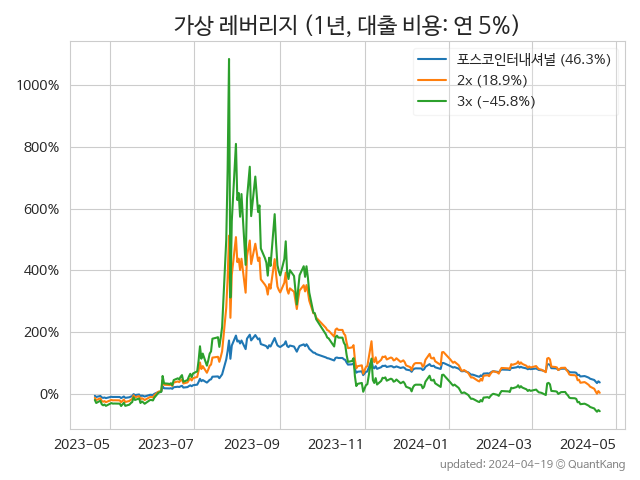 가상 레버리지 (1년, 대출 비용: 연 5%)
포스코인터내셔널 (46.3%)
2x (18.9%)
3x (−45.8%)
1000%
800%
600%
400%
200%
0%
2023-05 2023-07 2023-09 2023-11 2024-01 2024-03 2024-05
updated: 2024-04-19 © QuantKang